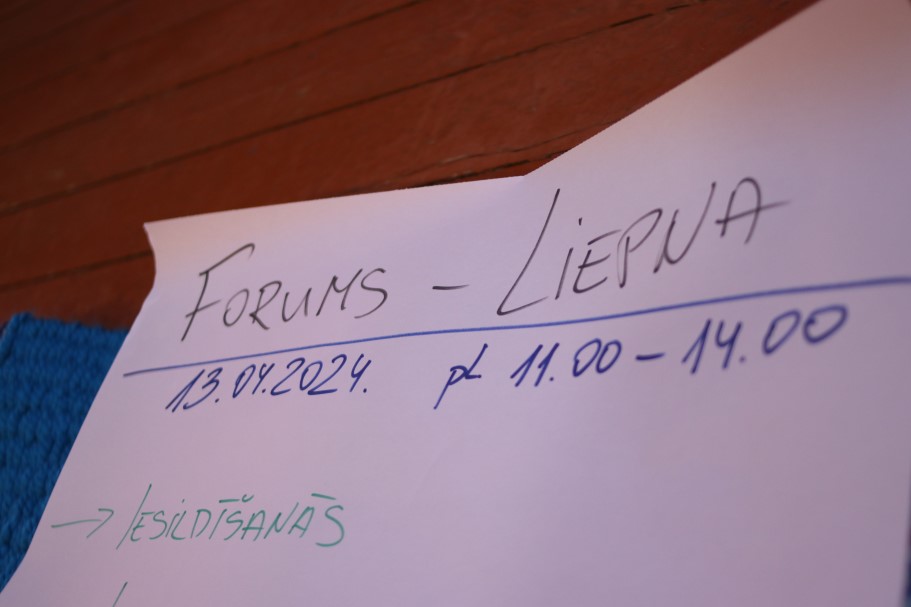 FORUMS - LIEPNA
13.04.2024. pl 11.00 - 14.00
→ IESILDĪŠANĀS